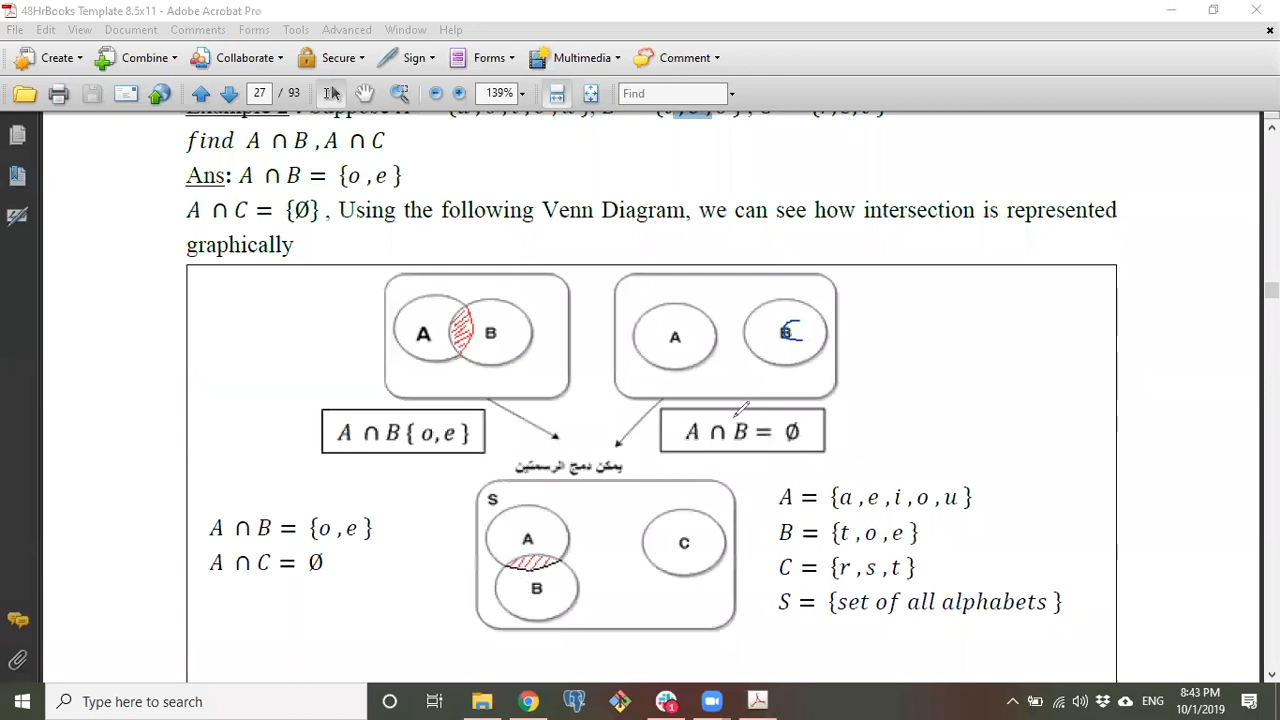 48HrBooks Template 8.5x11 - Adobe Acrobat Pro
File Edit View Document Comments Forms Tools Advanced Window Help
Create Combine Collaborate Secure Sign Forms Multimedia Comment
27 / 93 139% Find
find A ∩ B , A ∩ C
Ans: A ∩ B = {o , e }
A ∩ C = {Ø} , Using the following Venn Diagram, we can see how intersection is represented
graphically
A B A B C
A ∩ B { o, e } A ∩ B = Ø
يمكن دمج الرسمتين
S
A
B
C
A ∩ B = {o , e }
A ∩ C = Ø
A = {a , e , i , o , u }
B = {t , o , e }
C = {r , s , t }
S = {set of all alphabets }
Type here to search
1
ENG
8:43 PM
10/1/2019